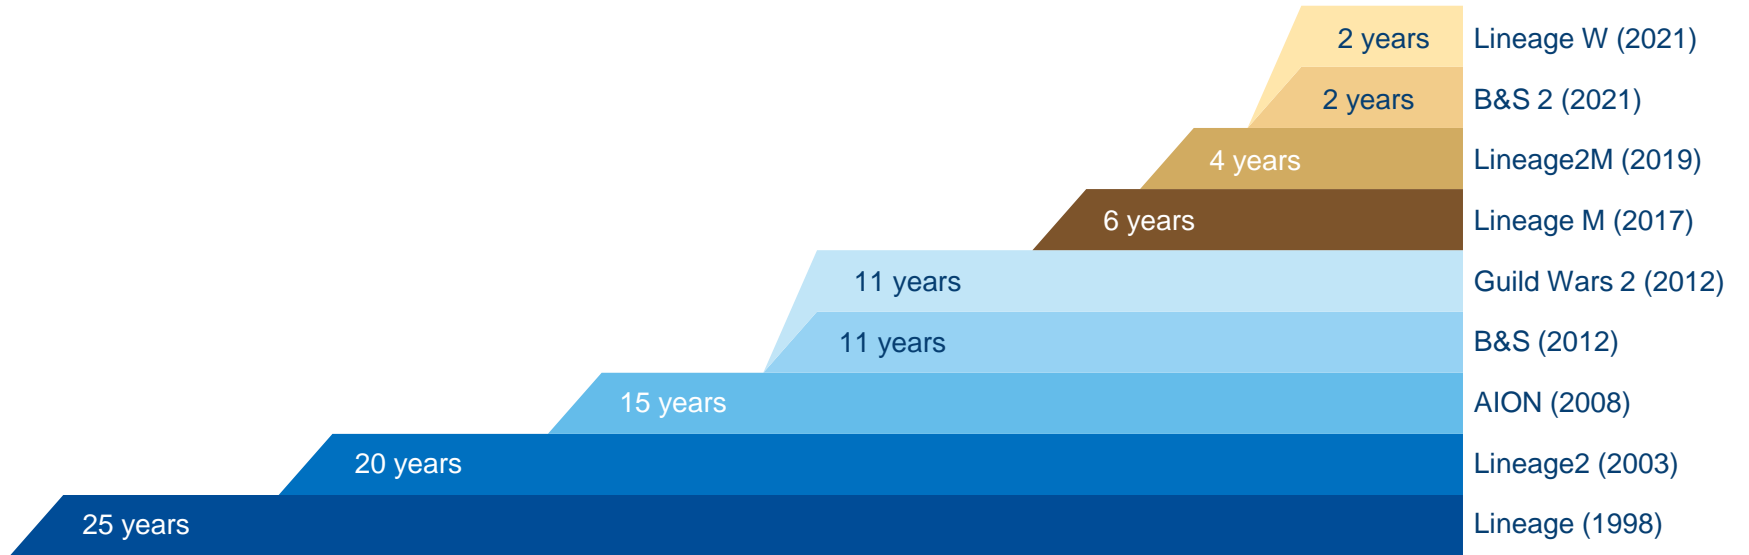 2 years Lineage W (2021)
2 years B&S 2 (2021)
4 years Lineage2M (2019)
6 years Lineage M (2017)
11 years Guild Wars 2 (2012)
11 years B&S (2012)
15 years AION (2008)
20 years Lineage2 (2003)
25 years Lineage (1998)